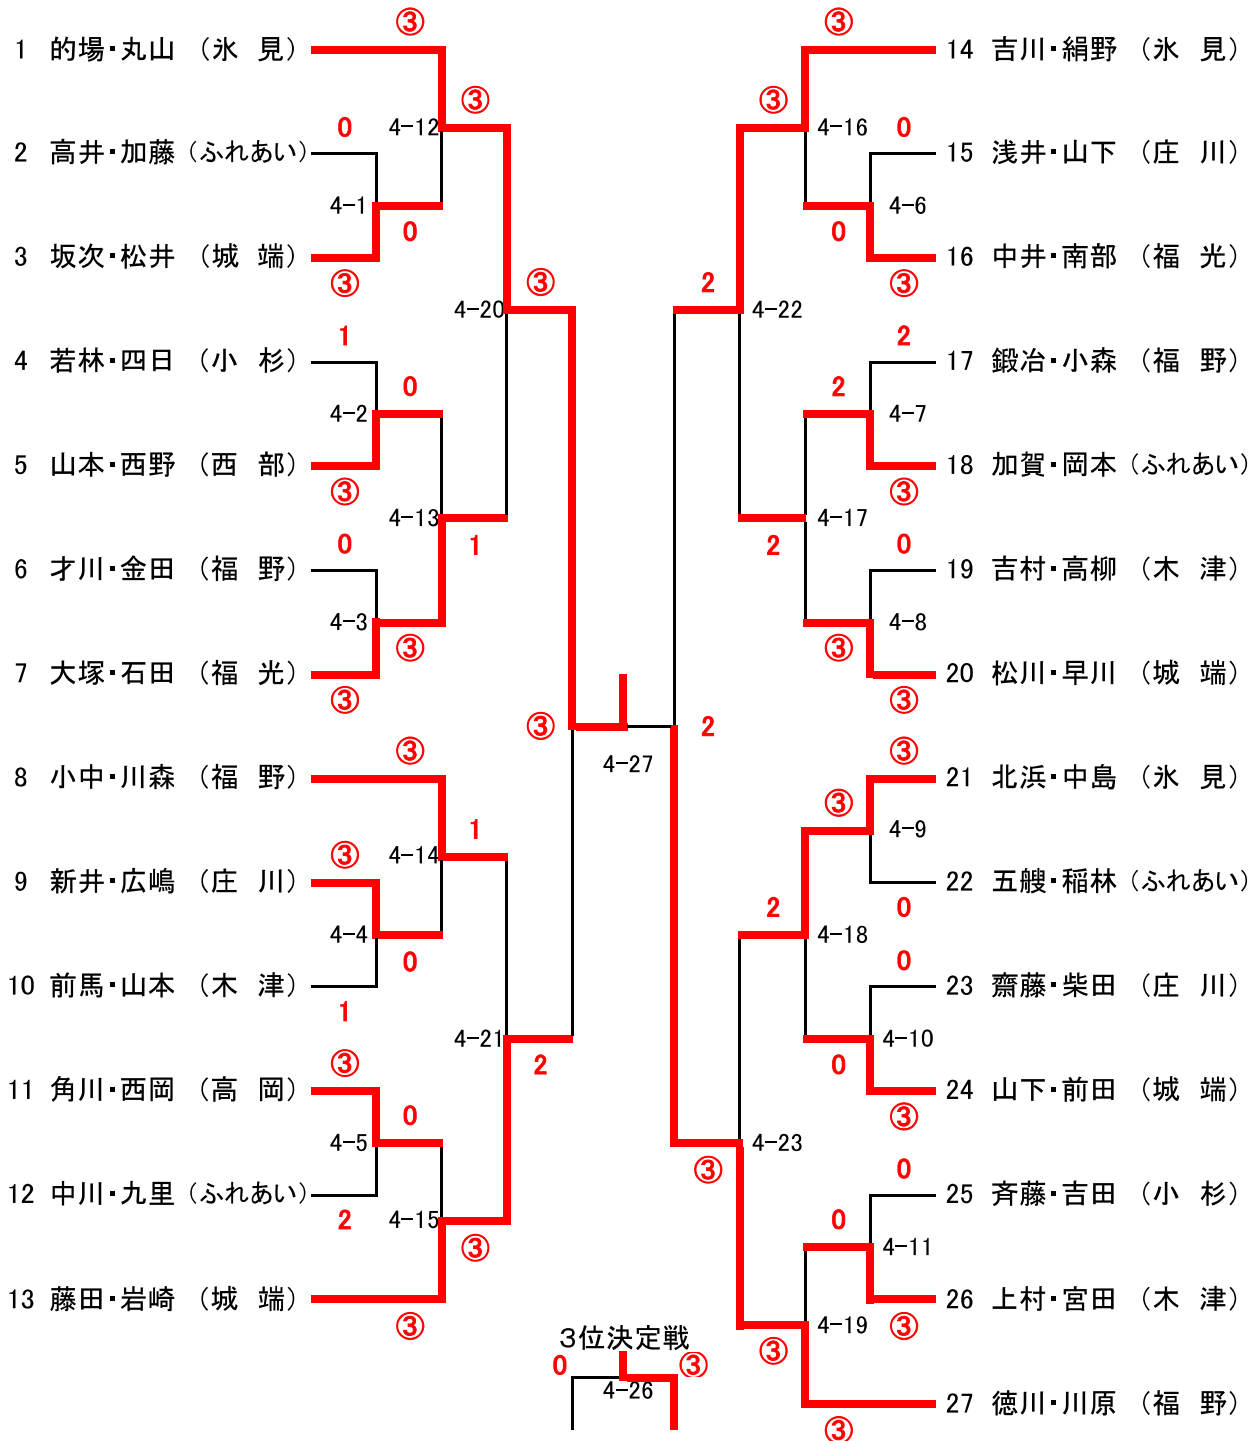 ③
1 的場・丸山 （氷 見）
③
4-12
0
2 高井・加藤 （ふれあい）
4-1
0
3 坂次・松井 （城 端）
③
4-20
③
1
4 若林・四日 （小 杉）
0
4-2
5 山本・西野 （西 部）
③
4-13
0
1
6 才川・金田 （福 野）
4-3
③
7 大塚・石田 （福 光）
③
③
4-27
③
8 小中・川森 （福 野）
1
③
4-14
9 新井・広嶋 （庄 川）
4-4
0
10 前馬・山本 （木 津）
1
4-21
2
③
11 角川・西岡 （高 岡）
0
4-5
12 中川・九里 （ふれあい）
2
4-15
③
13 藤田・岩崎 （城 端）
③
③
14 吉川・絹野 （氷 見）
③
4-16
0
15 浅井・山下 （庄 川）
4-6
0
16 中井・南部 （福 光）
③
2
4-22
2
17 鍛冶・小森 （福 野）
2
4-7
18 加賀・岡本 （ふれあい）
③
4-17
2
0
19 吉村・高柳 （木 津）
4-8
③
20 松川・早川 （城 端）
③
2
③
21 北浜・中島 （氷 見）
③
4-9
22 五艘・稲林 （ふれあい）
0
2
4-18
0
23 齋藤・柴田 （庄 川）
4-10
0
24 山下・前田 （城 端）
③
4-23
③
0
25 斉藤・吉田 （小 杉）
0
4-11
26 上村・宮田 （木 津）
③
4-19
③
27 徳川・川原 （福 野）
③
3位決定戦
0
③
4-26